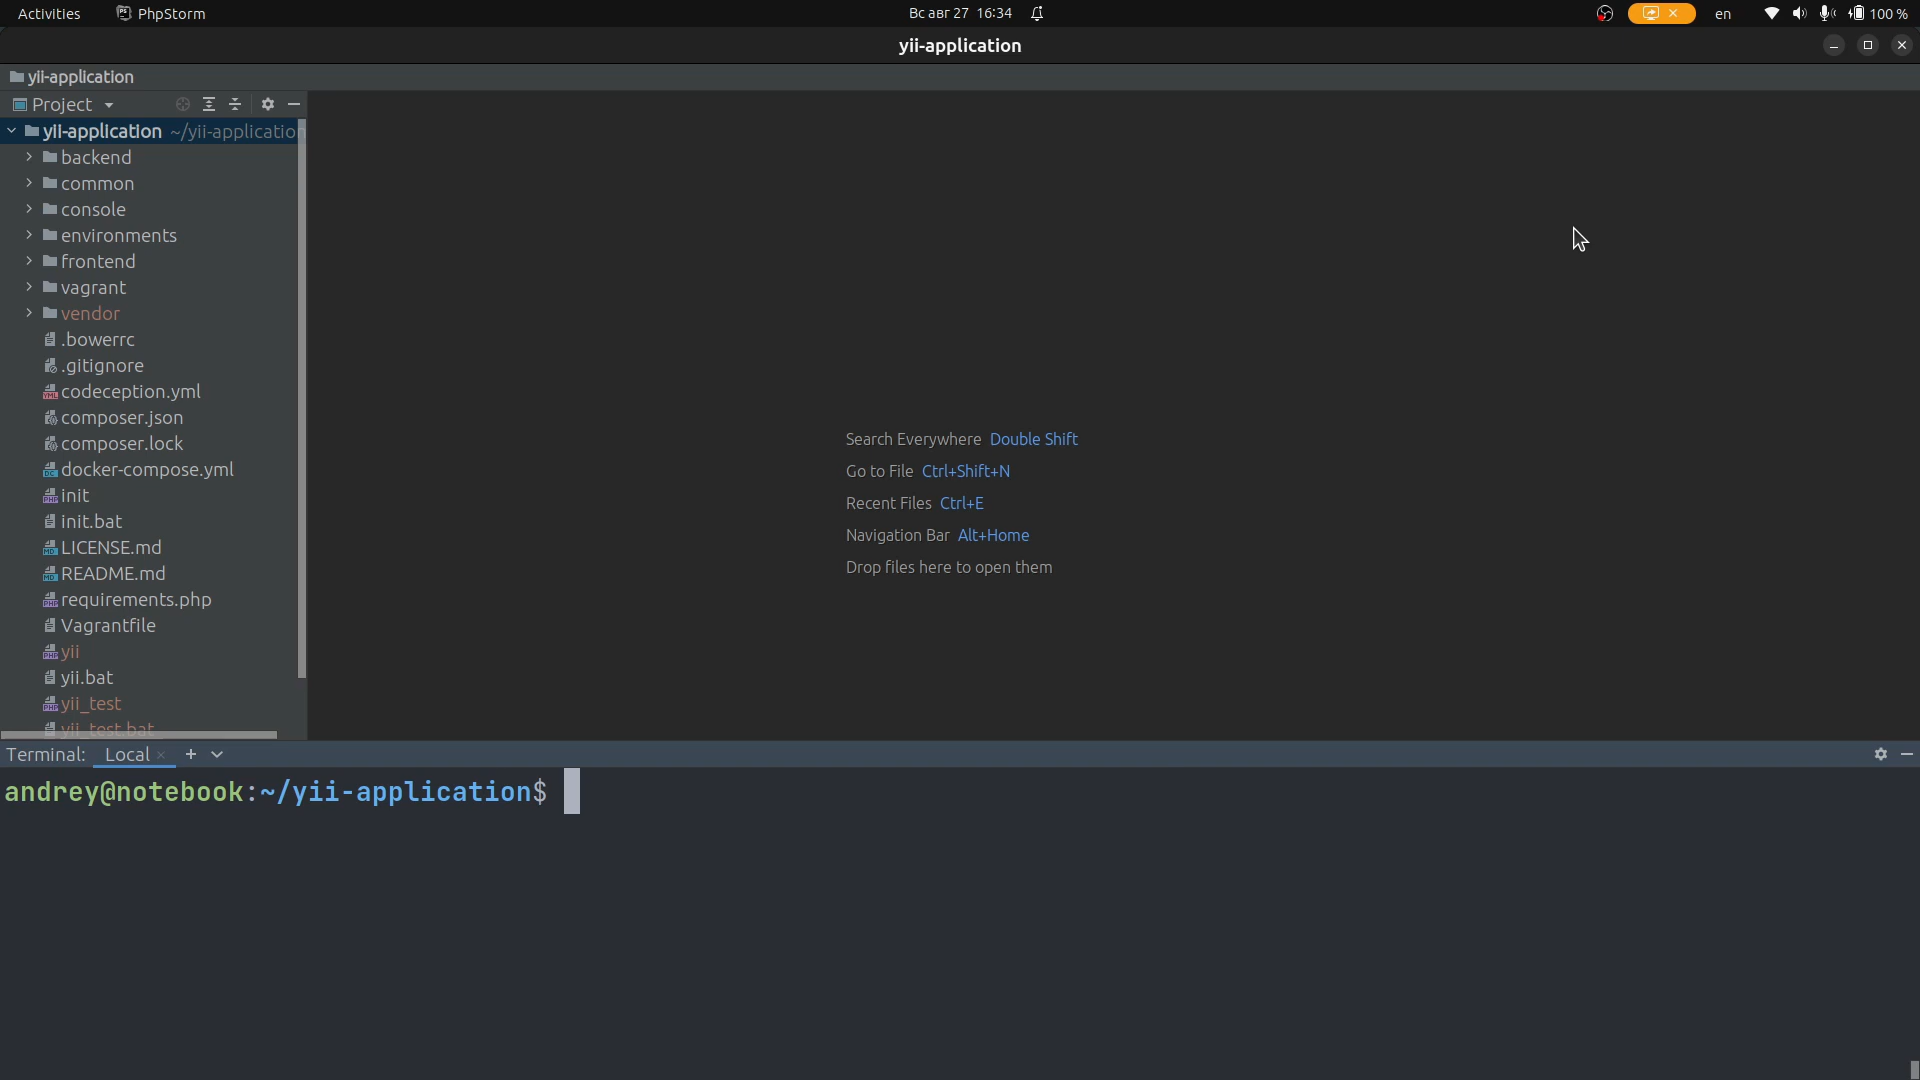 Activities
PhpStorm
Вс авг 27 16:34
en
100 %
yii-application
yii-application
Project
yii-application ~/yii-application
backend
common
console
environments
frontend
vagrant
vendor
.bowerrc
.gitignore
codeception.yml
composer.json
composer.lock
docker-compose.yml
init
init.bat
LICENSE.md
README.md
requirements.php
Vagrantfile
yii
yii.bat
yii_test
yii_test.bat
Search Everywhere Double Shift
Go to File Ctrl+Shift+N
Recent Files Ctrl+E
Navigation Bar Alt+Home
Drop files here to open them
Terminal: Local
andrey@notebook:~/yii-application$